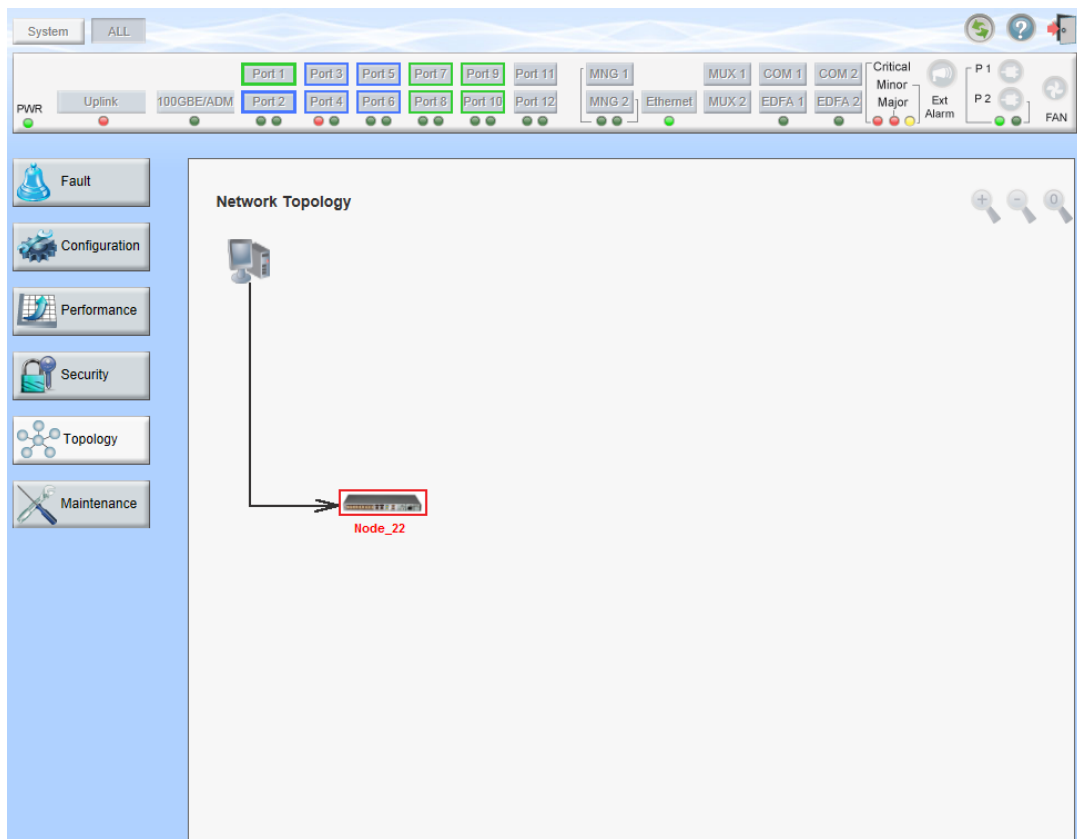 System ALL
Port 1 Port 3 Port 5 Port 7 Port 9 Port 11 MNG 1 MUX 1 COM 1 COM 2 Critical P 1
Minor
PWR Uplink 100GBE/ADM Port 2 Port 4 Port 6 Port 8 Port 10 Port 12 MNG 2 Ethernet MUX 2 EDFA 1 EDFA 2 Major Ext P 2
Alarm FAN
Fault
Network Topology
+ - 0
Configuration
Performance
Security
Topology
Maintenance
Node_22